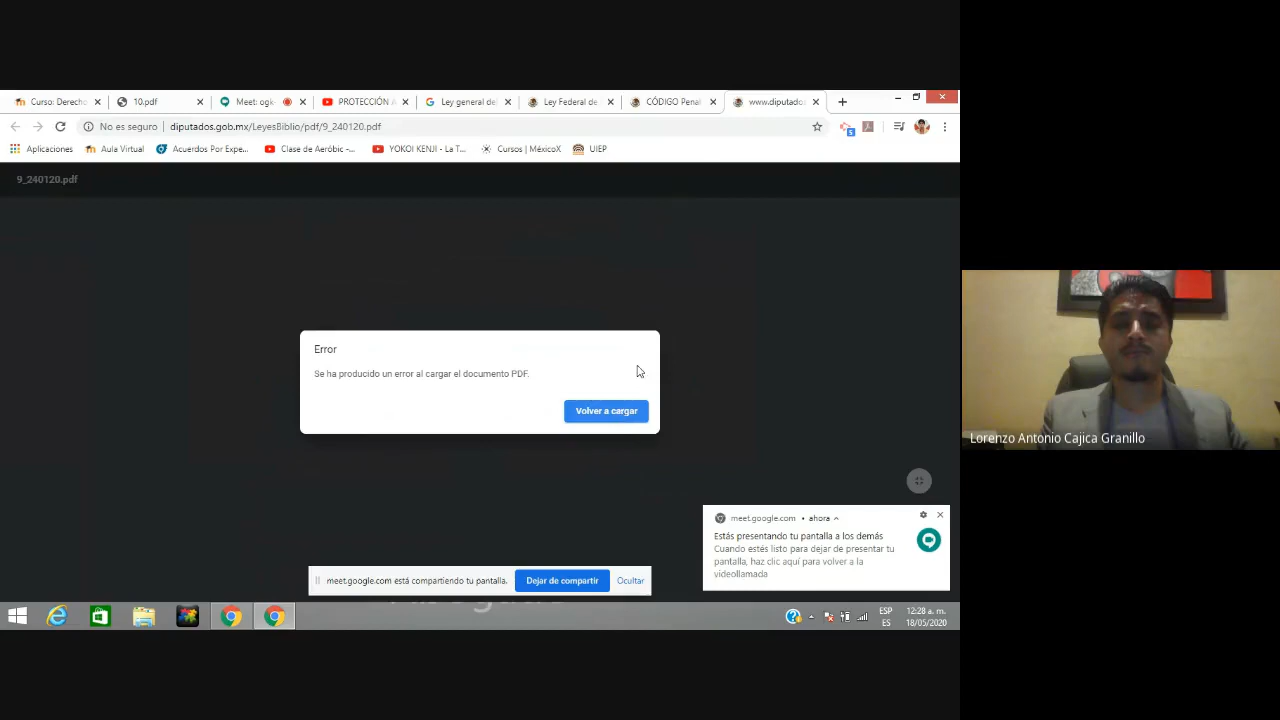 Curso: Derecho
10.pdf
Meet: ogk-
PROTECCIÓN A
Ley general del
Ley Federal de
CÓDIGO Penal
www.diputados
No es seguro
diputados.gob.mx/LeyesBiblio/pdf/9_240120.pdf
5
Aplicaciones
Aula Virtual
Acuerdos Por Expe...
Clase de Aeróbic -...
YOKOI KENJI - La T...
Cursos | MéxicoX
UIEP
9_240120.pdf
Error
Se ha producido un error al cargar el documento PDF.
Volver a cargar
Lorenzo Antonio Cajica Granillo
meet.google.com • ahora
Estás presentando tu pantalla a los demás
Cuando estés listo para dejar de presentar tu
pantalla, haz clic aquí para volver a la
videollamada
meet.google.com está compartiendo tu pantalla.
Dejar de compartir
Ocultar
ESP
ES
12:28 a. m.
18/05/2020